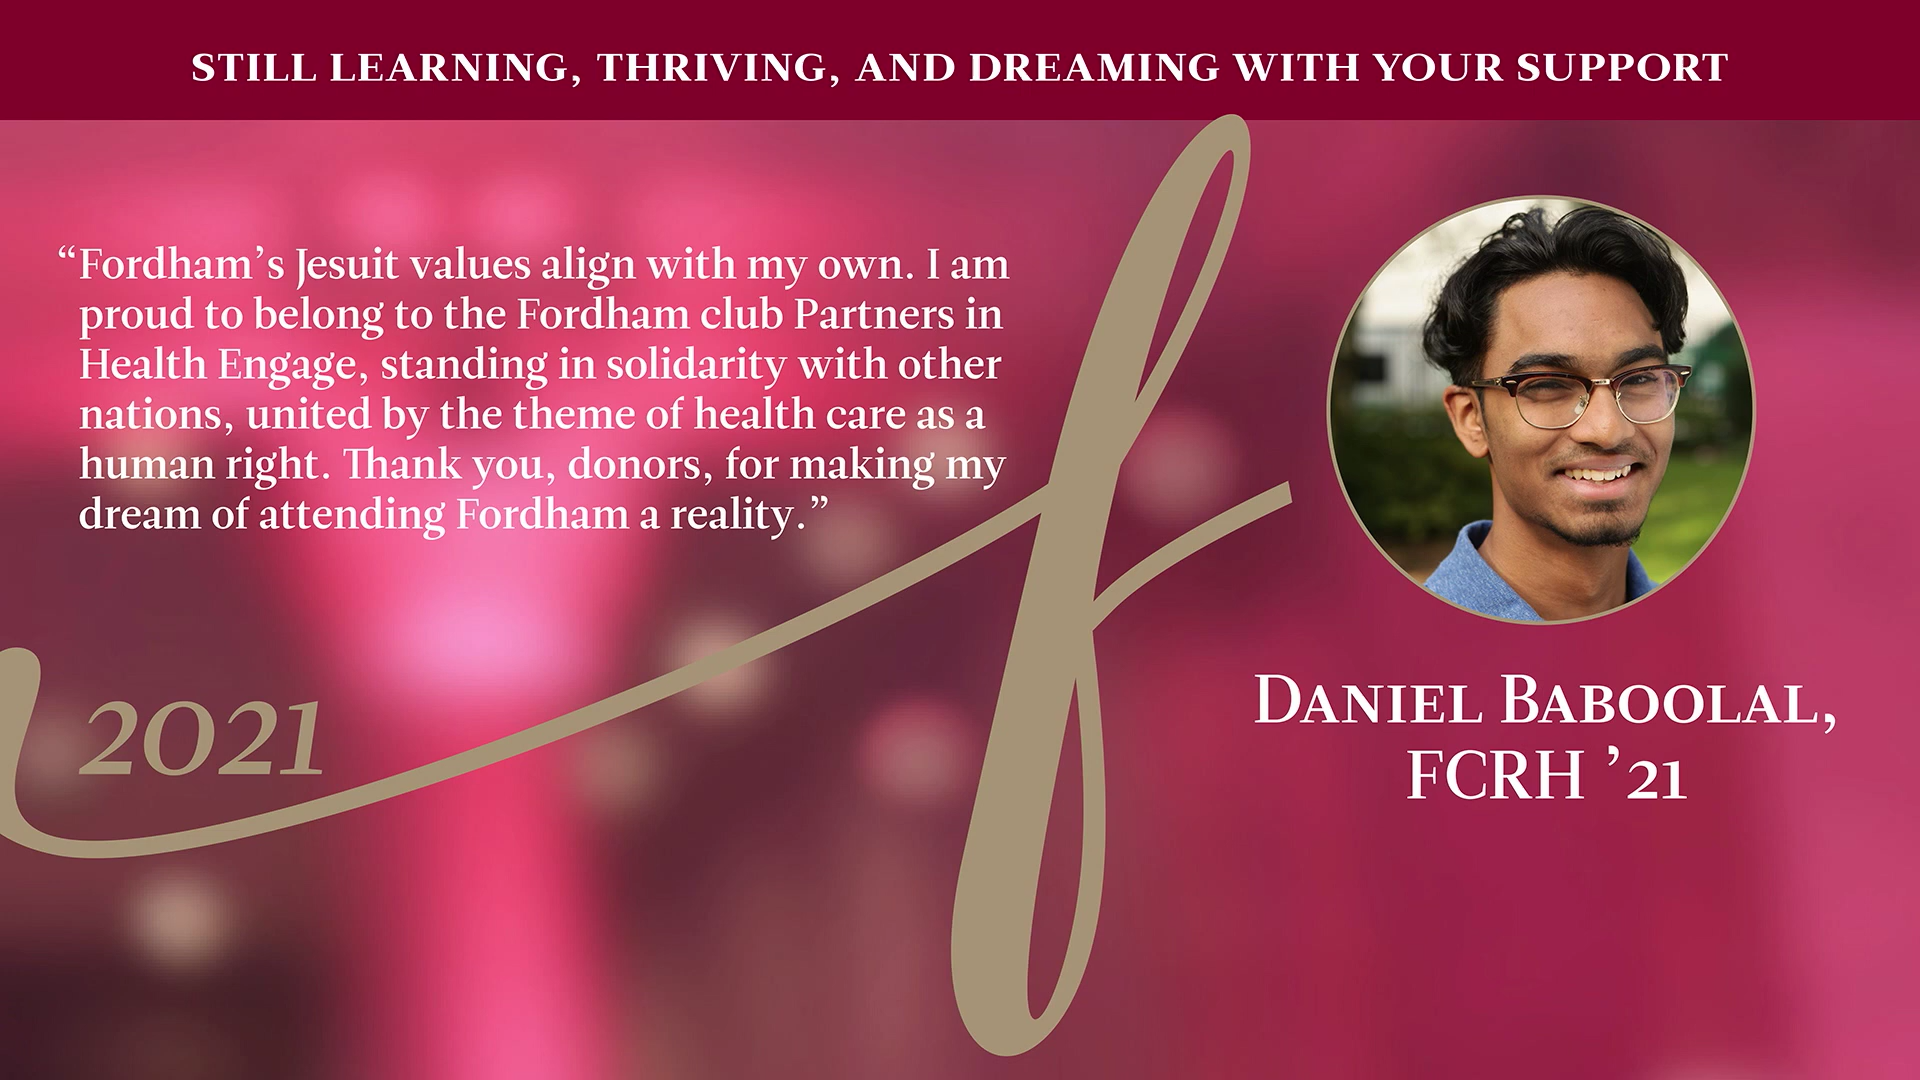 STILL LEARNING, THRIVING, AND DREAMING WITH YOUR SUPPORT
“Fordham’s Jesuit values align with my own. I am
proud to belong to the Fordham club Partners in
Health Engage, standing in solidarity with other
nations, united by the theme of health care as a
human right. Thank you, donors, for making my
dream of attending Fordham a reality.”
2021
f
DANIEL BABOOLAL,
FCRH ’21